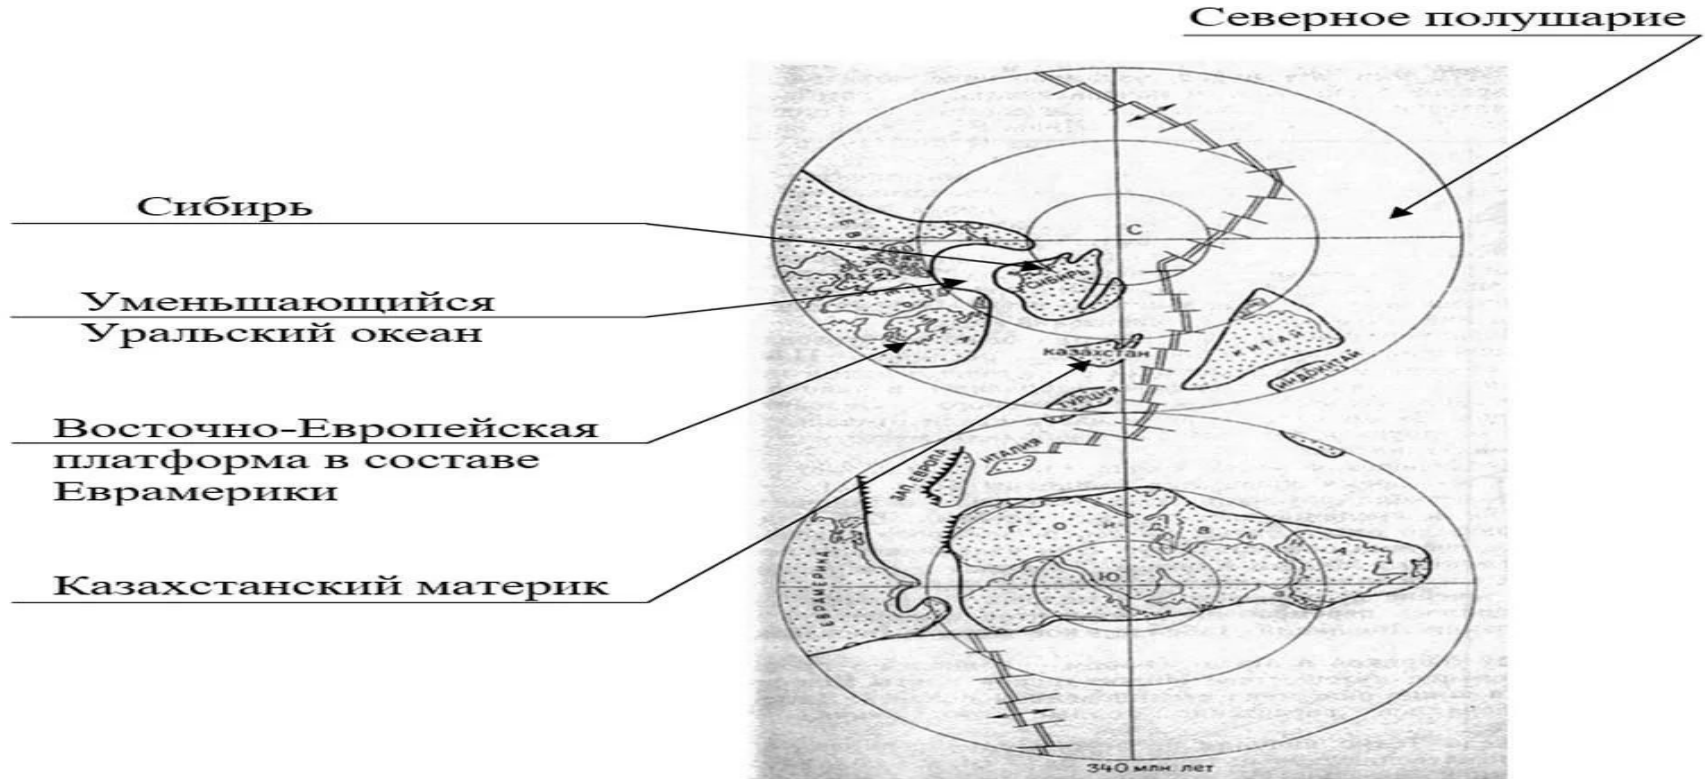 Северное полушарие
Сибирь
Уменьшающийся
Уральский океан
Восточно-Европейская
платформа в составе
Еврамерики
Казахстанский материк
С
СИБИРЬ
КАЗАХСТАН
КИТАЙ
ИНДОКИТАЙ
ТУРЦИЯ
ИТАЛИЯ
ЗАП. ЕВРОПА
ГОНДВАНА
ЕВРАМЕРИКА
Ю
340 млн. лет